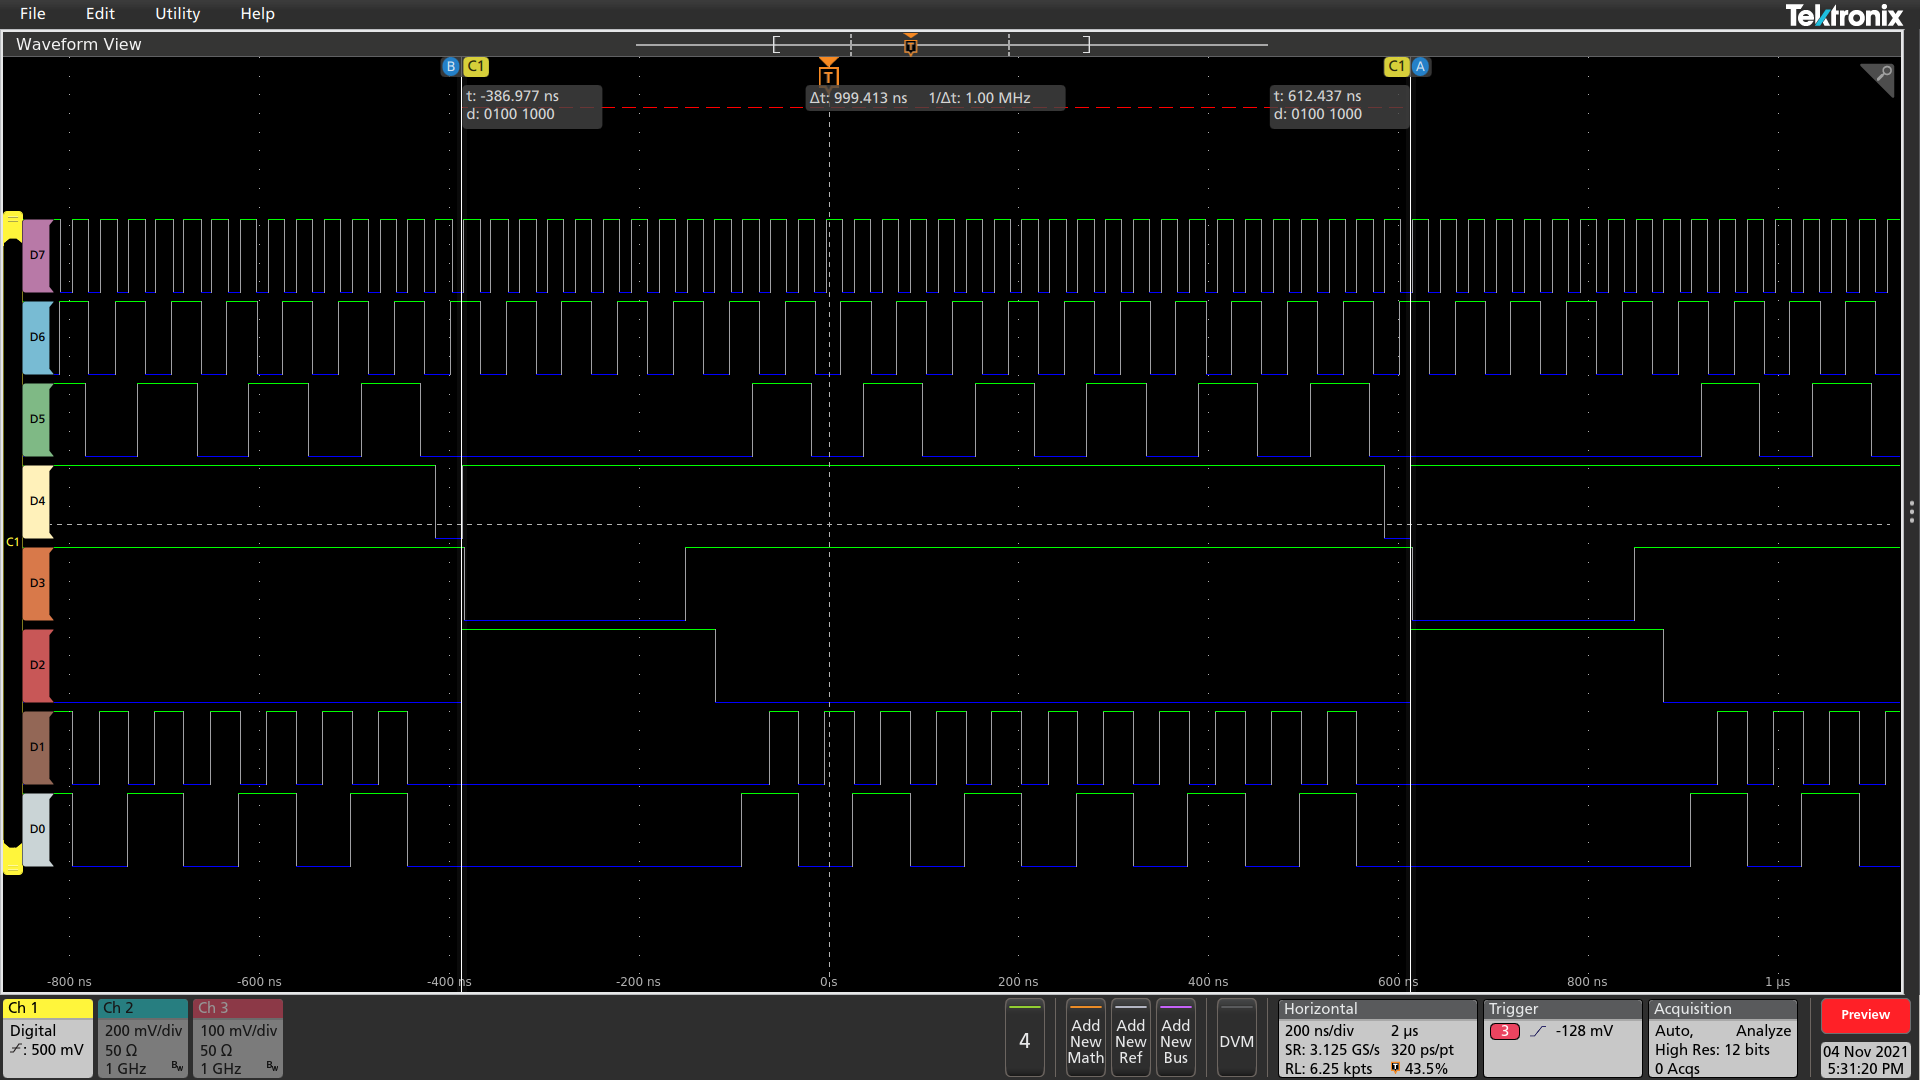 File Edit Utility Help
Tektronix
Waveform View
T
B C1
T
C1 A
t: -386.977 ns
d: 0100 1000
Δt: 999.413 ns 1/Δt: 1.00 MHz
t: 612.437 ns
d: 0100 1000
D7
D6
D5
D4
C1
D3
D2
D1
D0
-800 ns -600 ns -400 ns -200 ns 0 s 200 ns 400 ns 600 ns 800 ns 1 µs
Ch 1
Digital
: 500 mV
Ch 2
200 mV/div
50 Ω
1 GHz Bw
Ch 3
100 mV/div
50 Ω
1 GHz Bw
4
Add
New
Math
Add
New
Ref
Add
New
Bus
DVM
Horizontal
200 ns/div 2 µs
SR: 3.125 GS/s 320 ps/pt
RL: 6.25 kpts T 43.5%
Trigger
3 -128 mV
Acquisition
Auto, Analyze
High Res: 12 bits
0 Acqs
Preview
04 Nov 2021
5:31:20 PM